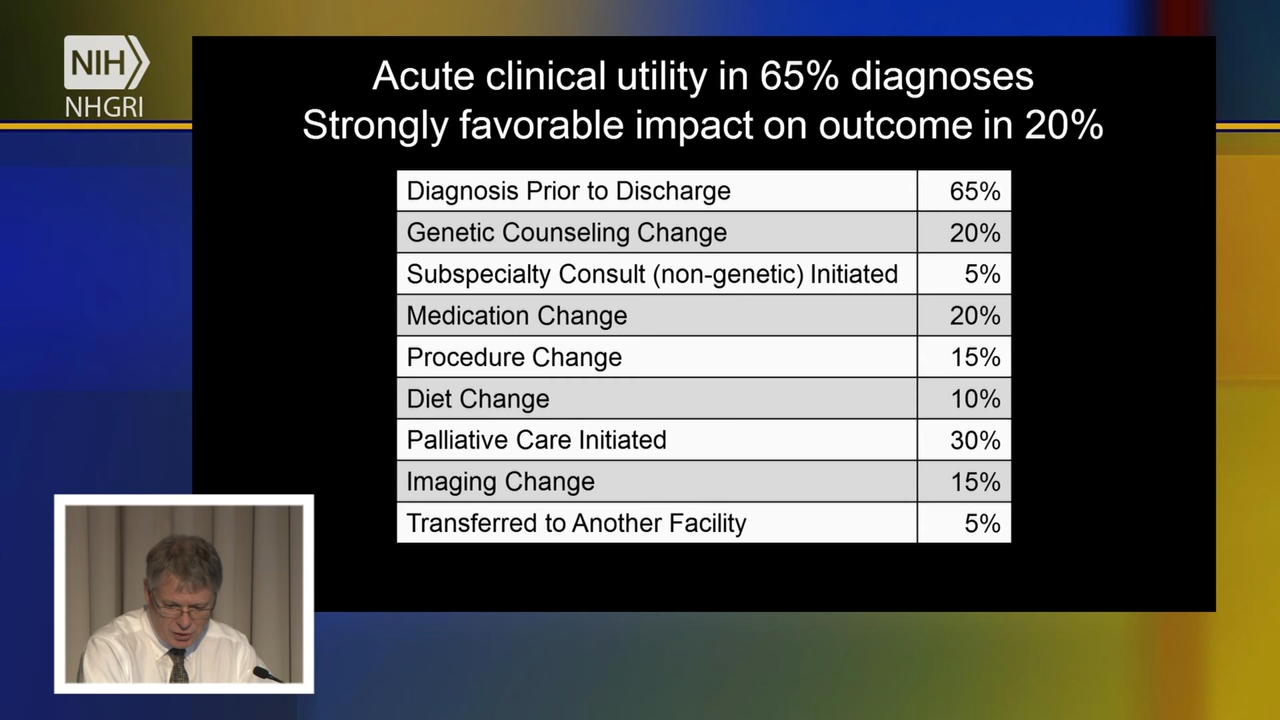 NIH
NHGRI
Acute clinical utility in 65% diagnoses
Strongly favorable impact on outcome in 20%
Diagnosis Prior to Discharge 65%
Genetic Counseling Change 20%
Subspecialty Consult (non-genetic) Initiated 5%
Medication Change 20%
Procedure Change 15%
Diet Change 10%
Palliative Care Initiated 30%
Imaging Change 15%
Transferred to Another Facility 5%